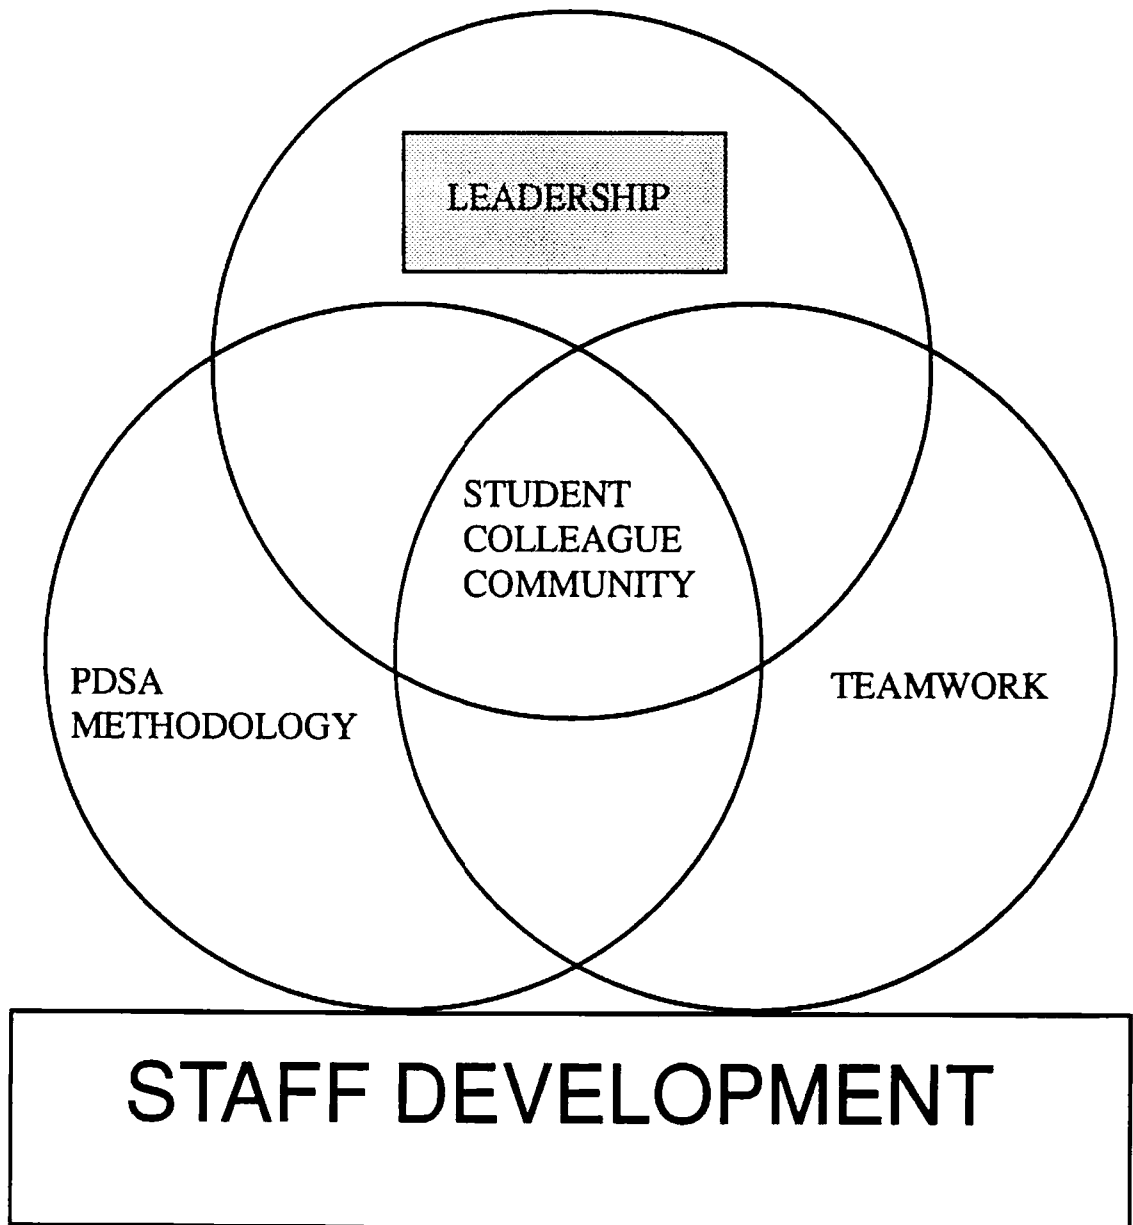 LEADERSHIP
STUDENT
COLLEAGUE
COMMUNITY
PDSA
METHODOLOGY
TEAMWORK
STAFF DEVELOPMENT